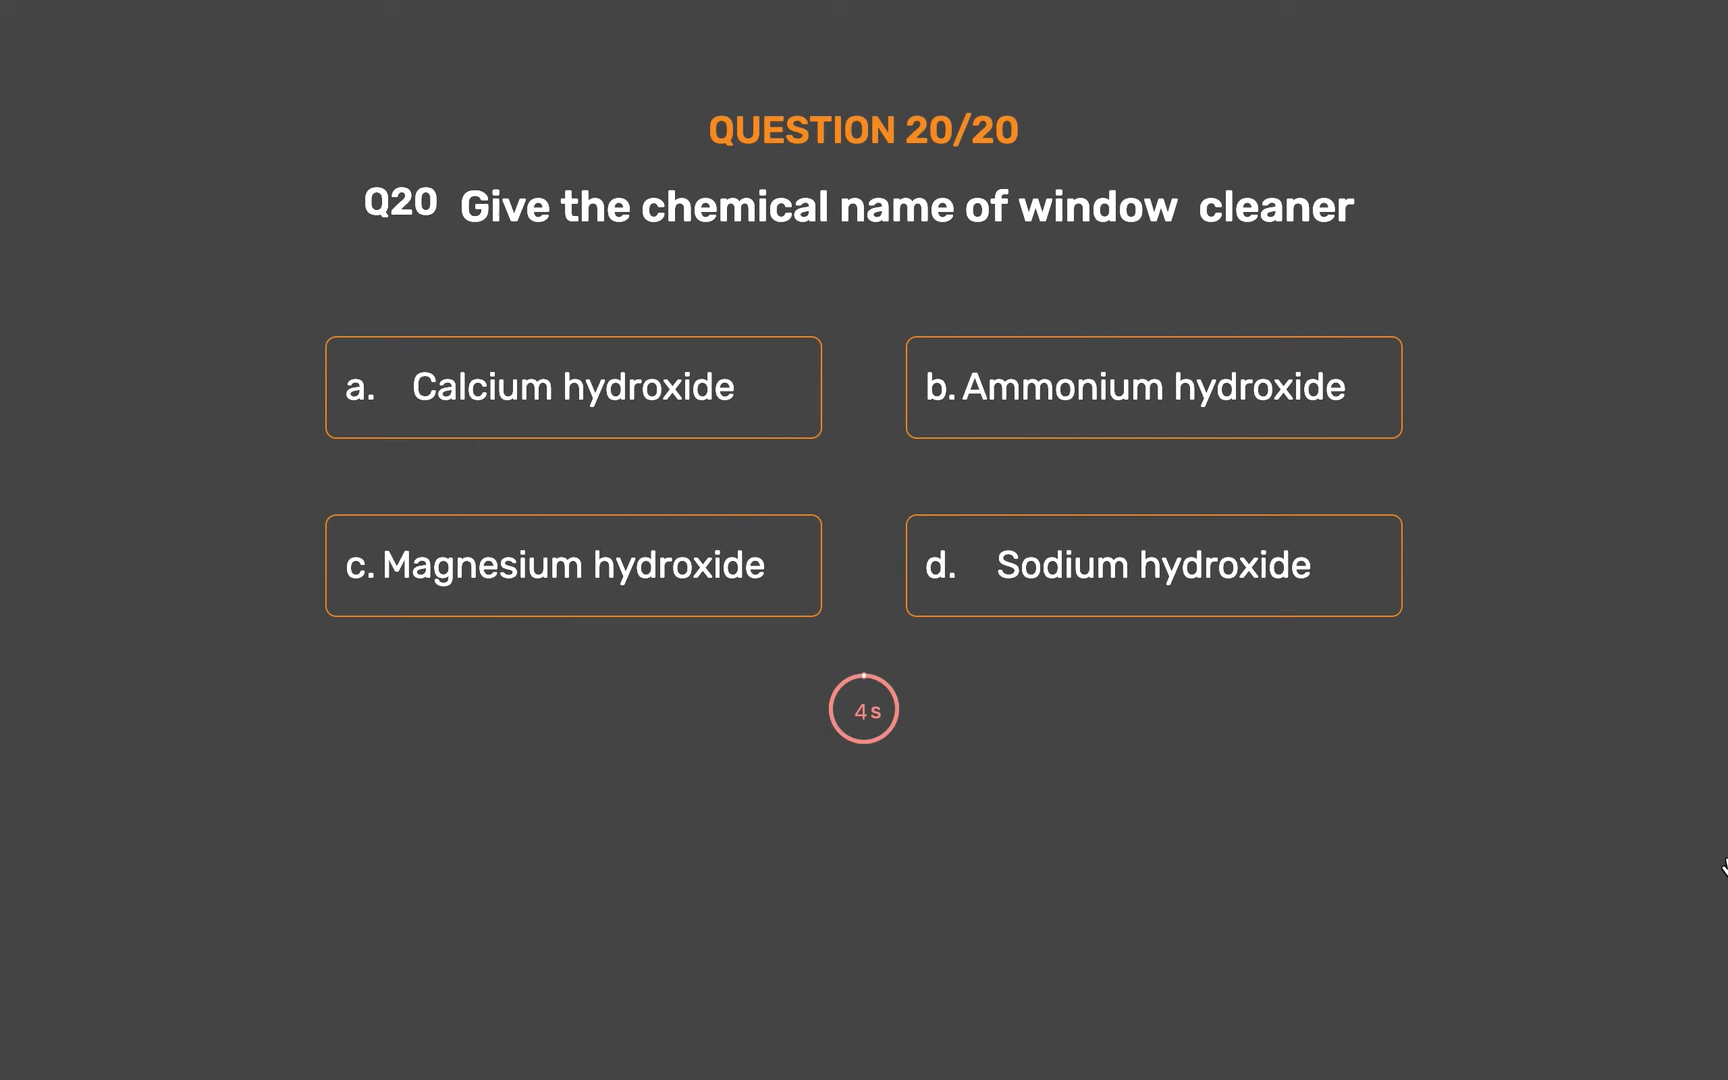 QUESTION 20/20
Q20 Give the chemical name of window cleaner
a. Calcium hydroxide
b. Ammonium hydroxide
c. Magnesium hydroxide
d. Sodium hydroxide
4 s